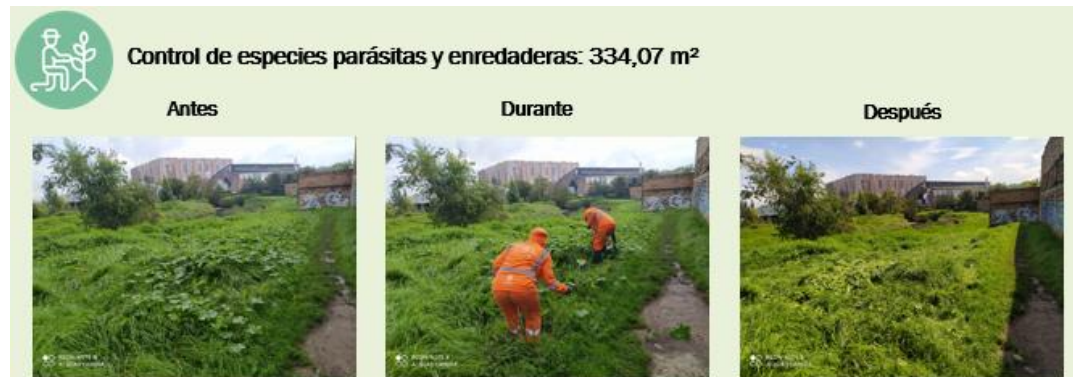 Control de especies parásitas y enredaderas: 334,07 m²
Antes
Durante
Después